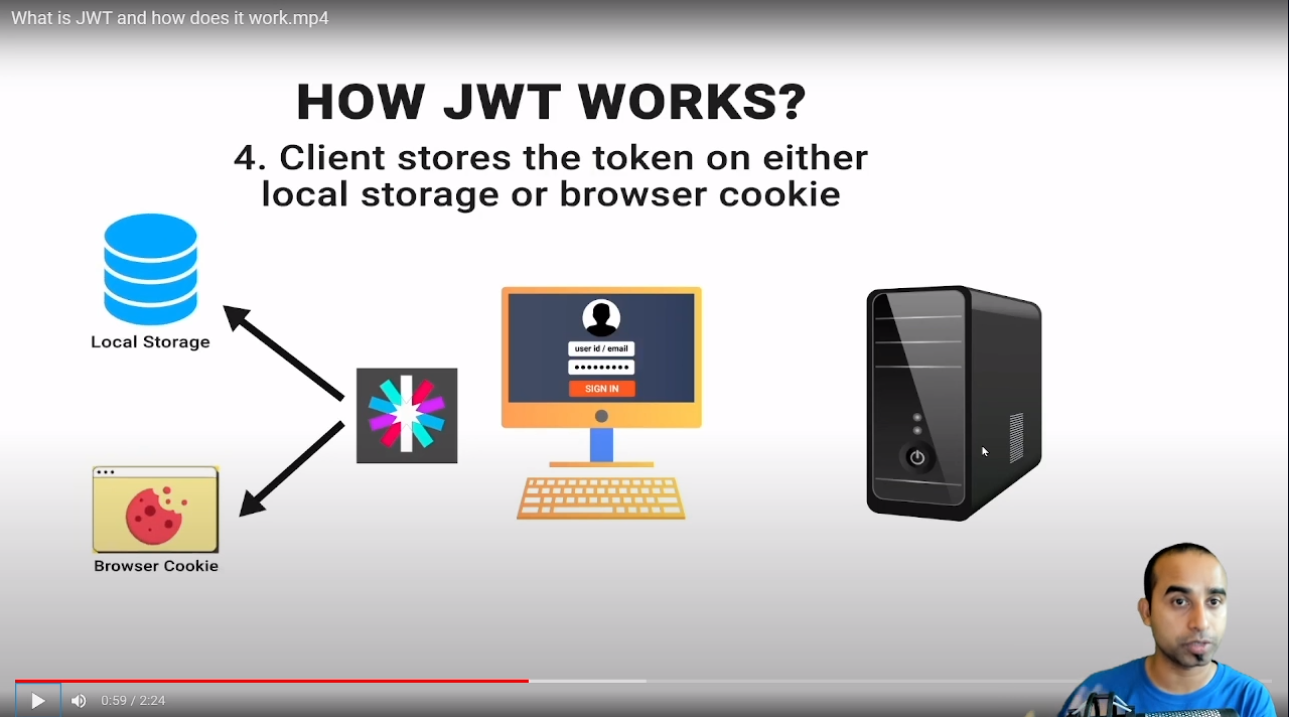 What is JWT and how does it work.mp4
HOW JWT WORKS?
4. Client stores the token on either
local storage or browser cookie
Local Storage
user id / email
SIGN IN
Browser Cookie
0:59 / 2:24